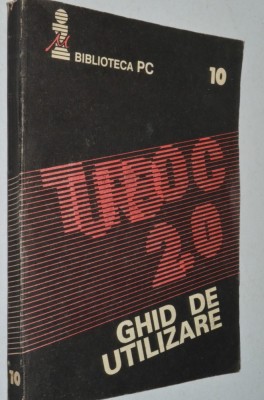 BIBLIOTECA PC
10
TURBO C
2.0
GHID DE
UTILIZARE
10